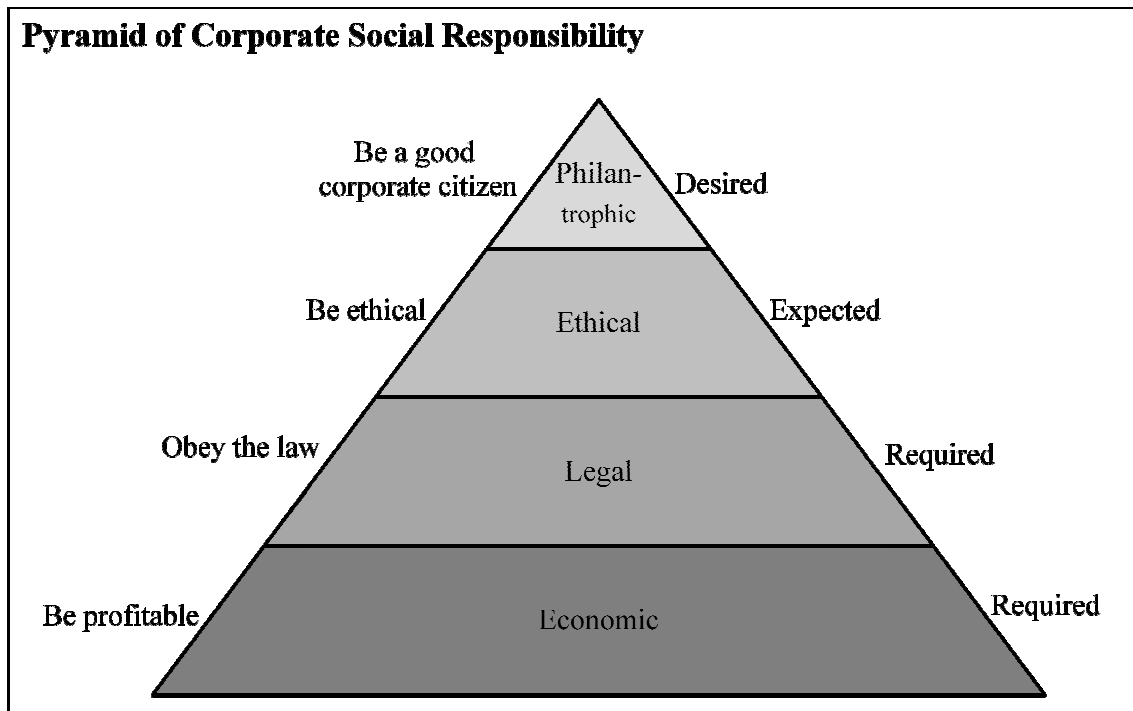 Pyramid of Corporate Social Responsibility
Be a good
corporate citizen
Philan-
trophic
Desired
Be ethical
Ethical
Expected
Obey the law
Legal
Required
Be profitable
Economic
Required